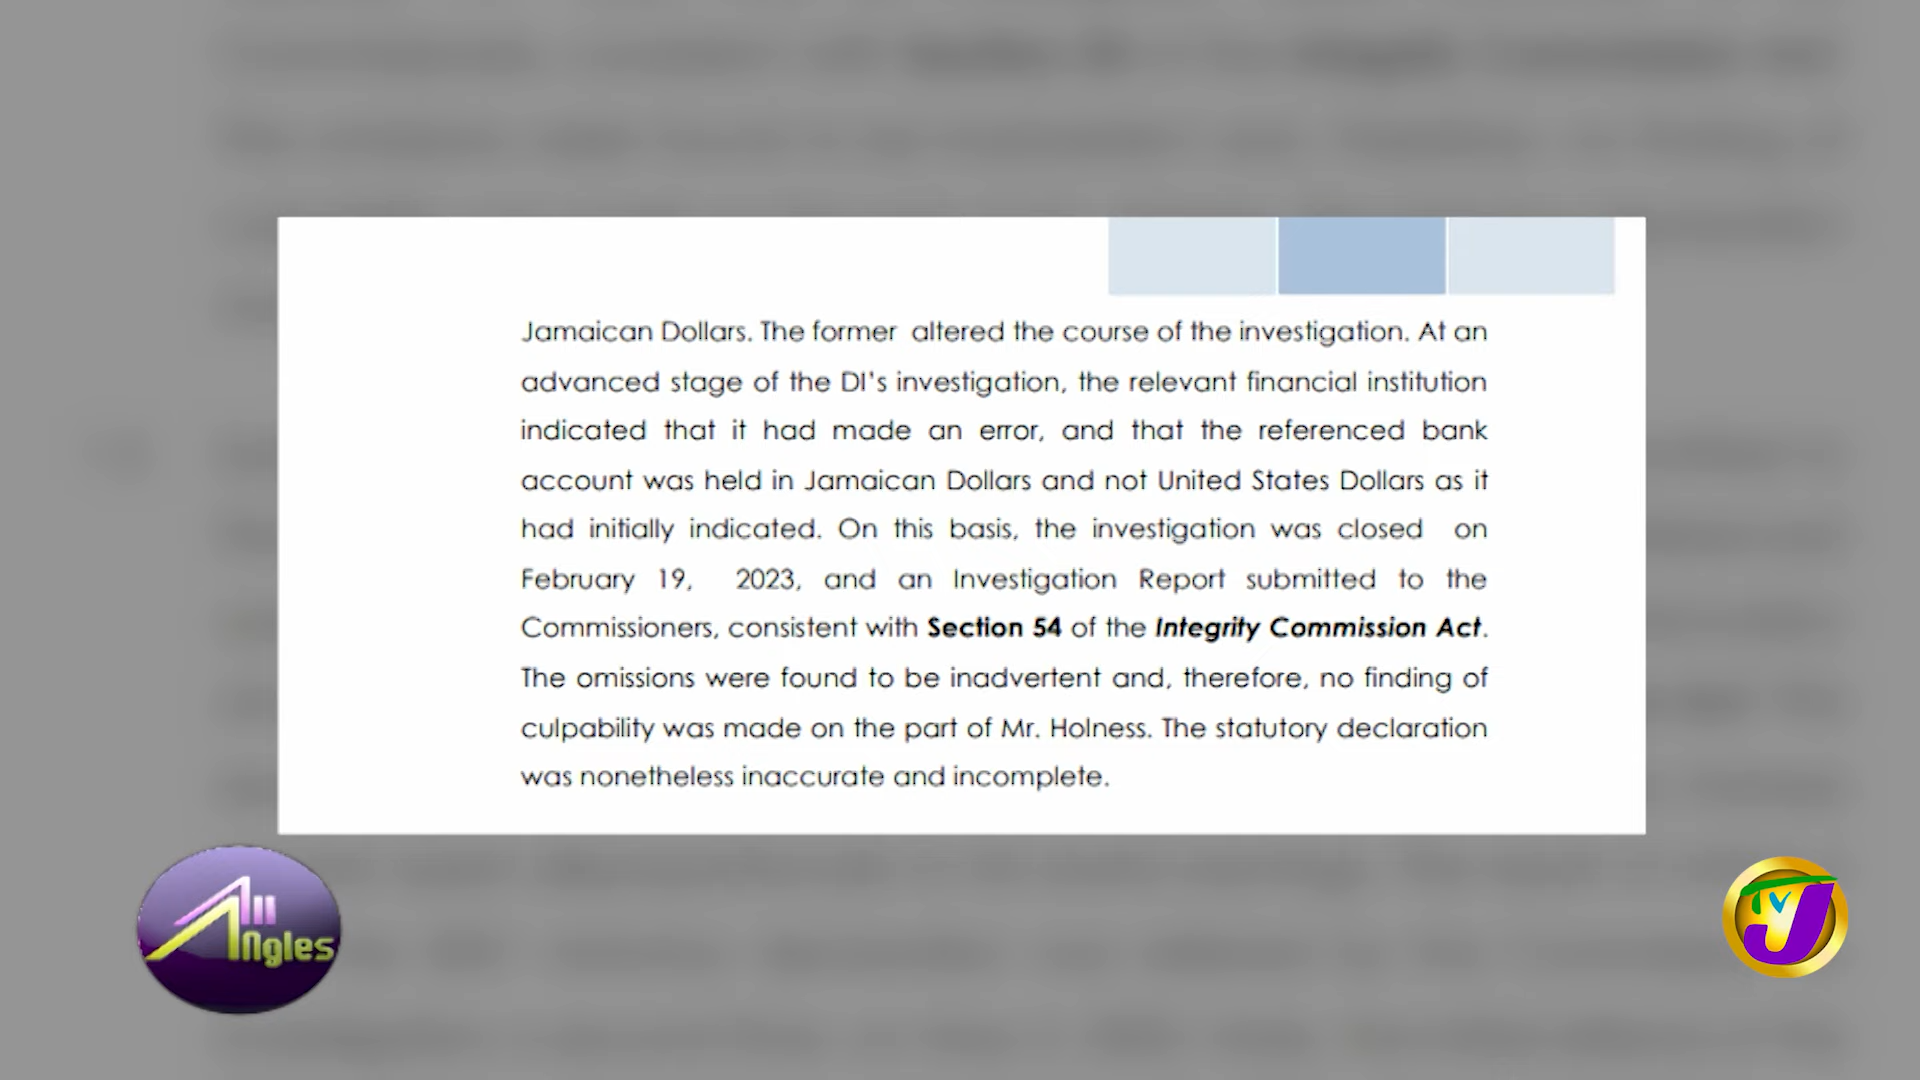 Jamaican Dollars. The former altered the course of the investigation. At an
advanced stage of the DI's investigation, the relevant financial institution
indicated that it had made an error, and that the referenced bank
account was held in Jamaican Dollars and not United States Dollars as it
had initially indicated. On this basis, the investigation was closed on
February 19, 2023, and an Investigation Report submitted to the
Commissioners, consistent with Section 54 of the Integrity Commission Act.
The omissions were found to be inadvertent and, therefore, no finding of
culpability was made on the part of Mr. Holness. The statutory declaration
was nonetheless inaccurate and incomplete.
All
Angles
TVJ